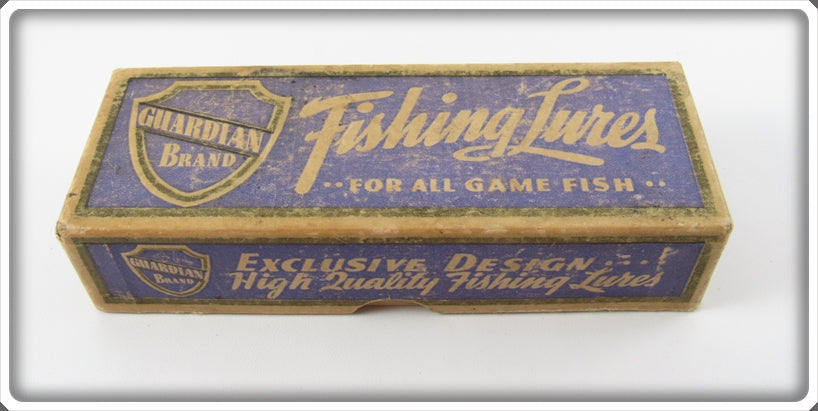 GUARDIAN
BRAND
Fishing Lures
··FOR ALL GAME FISH··
GUARDIAN
BRAND
EXCLUSIVE DESIGN····
High Quality Fishing Lures